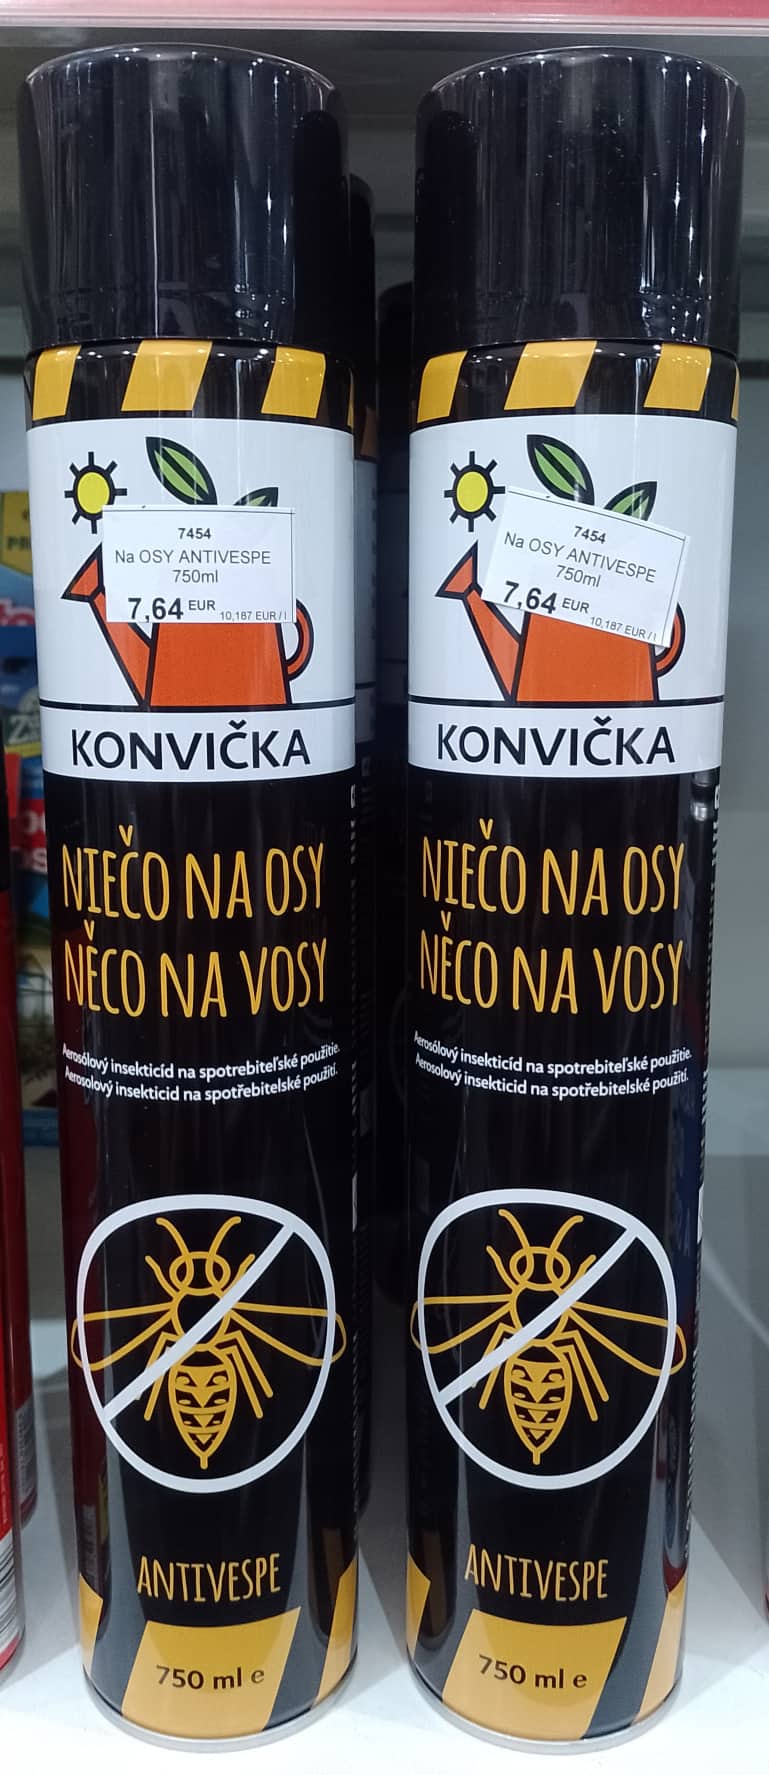 7454
Na OSY ANTIVESPE
750ml
7,64 EUR 10,187 EUR/l
KONVIČKA
NIEČO NA OSY
NĚCO NA VOSY
Aerosólový insekticíd na spotrebiteľské použitie.
Aerosolový insekticid na spotřebitelské použití.
ANTIVESPE
750 ml e
7454
Na OSY ANTIVESPE
750ml
7,64 EUR 10,187 EUR/l
KONVIČKA
NIEČO NA OSY
NĚCO NA VOSY
Aerosólový insekticíd na spotrebiteľské použitie.
Aerosolový insekticid na spotřebitelské použití.
ANTIVESPE
750 ml e